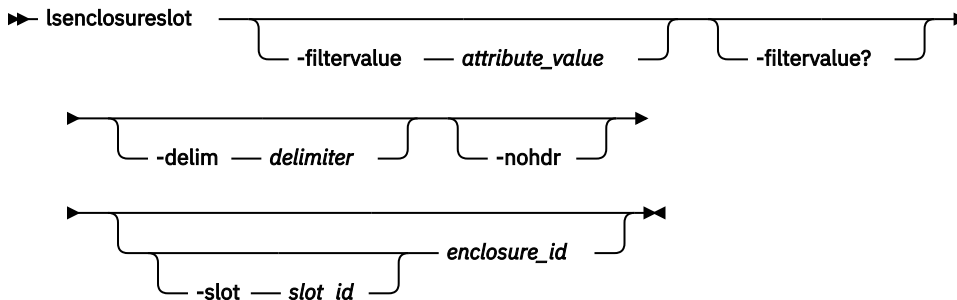 lsenclosureslot -filtervalue attribute_value -filtervalue?
-delim delimiter -nohdr
enclosure_id
-slot slot_id